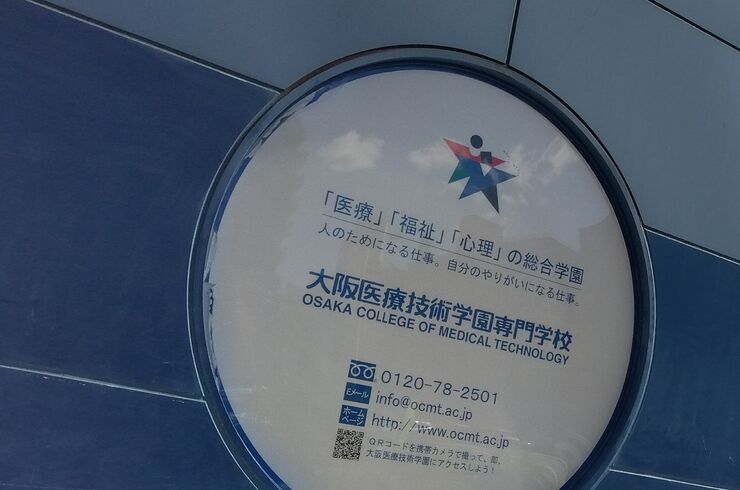 「医療」「福祉」「心理」の総合学園
人のためになる仕事。自分のやりがいになる仕事。
大阪医療技術学園専門学校
OSAKA COLLEGE OF MEDICAL TECHNOLOGY
0120-78-2501
Eメール info@ocmt.ac.jp
ホームページ http://www.ocmt.ac.jp
QRコードを携帯カメラで撮って、即、
大阪医療技術学園にアクセスしよう！